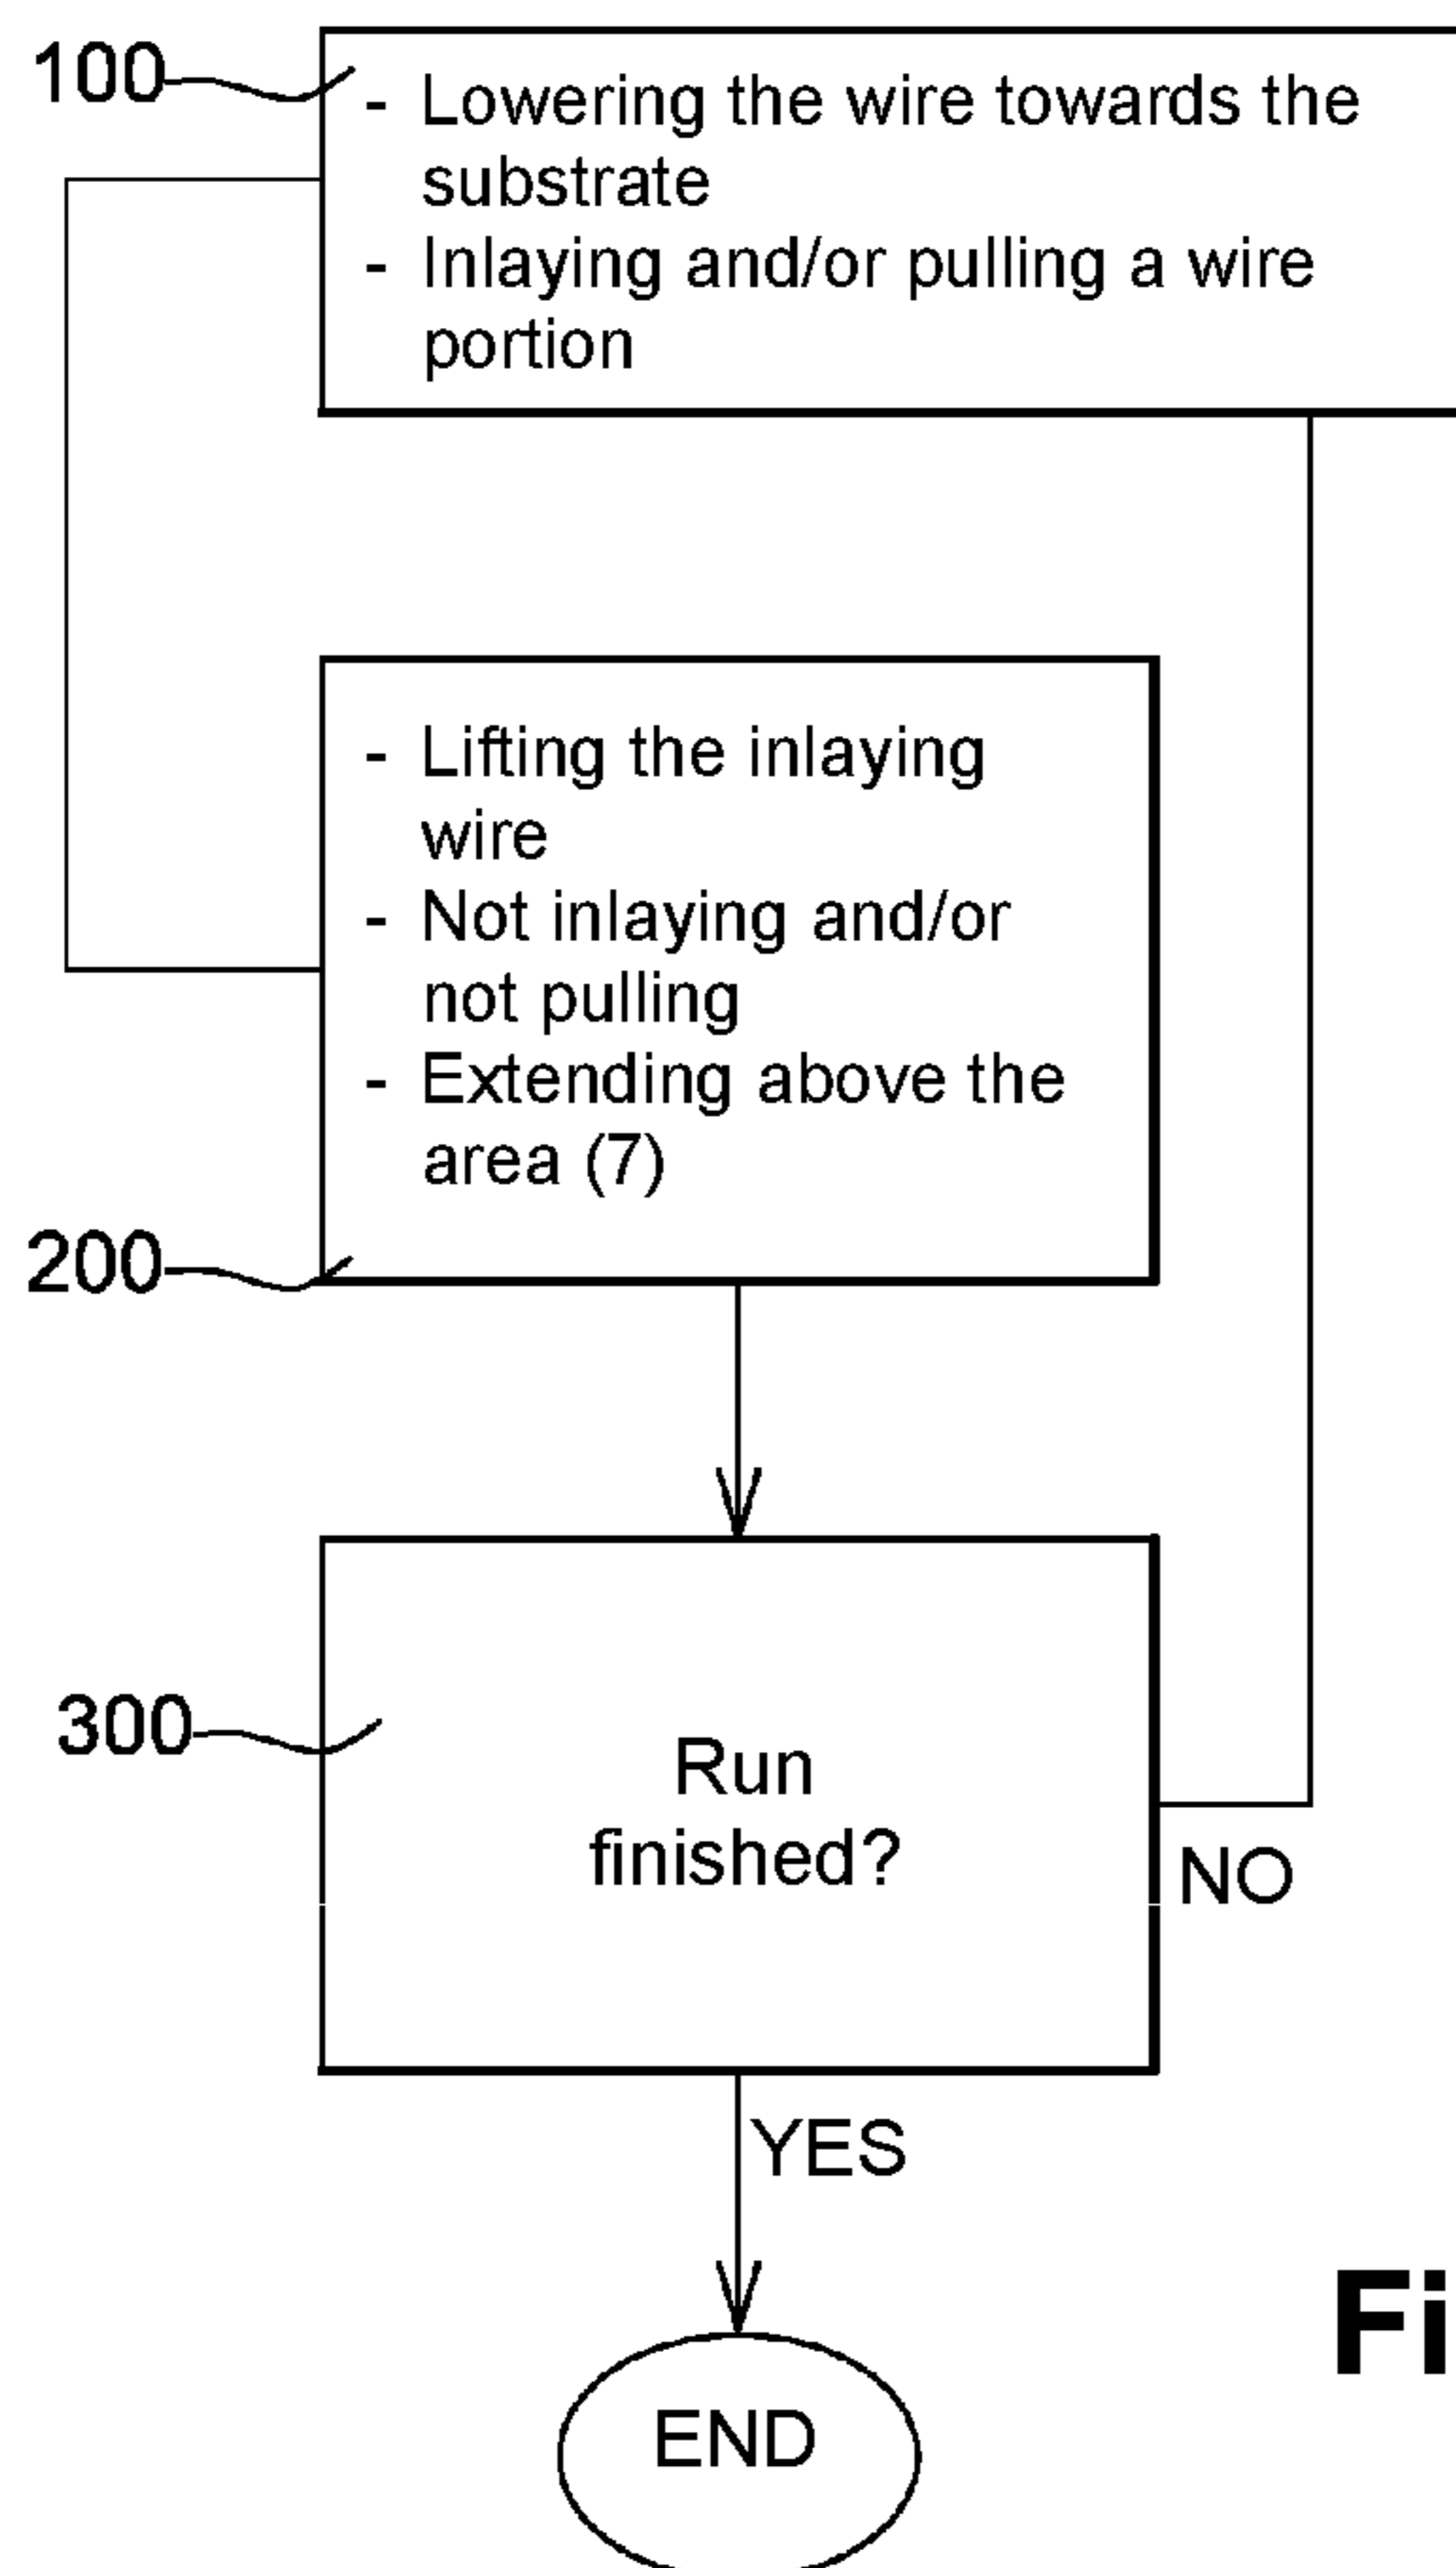 100
- Lowering the wire towards the
substrate
- Inlaying and/or pulling a wire
portion
- Lifting the inlaying
wire
- Not inlaying and/or
not pulling
- Extending above the
area (7)
200
300
Run
finished?
NO
YES
Fi
END